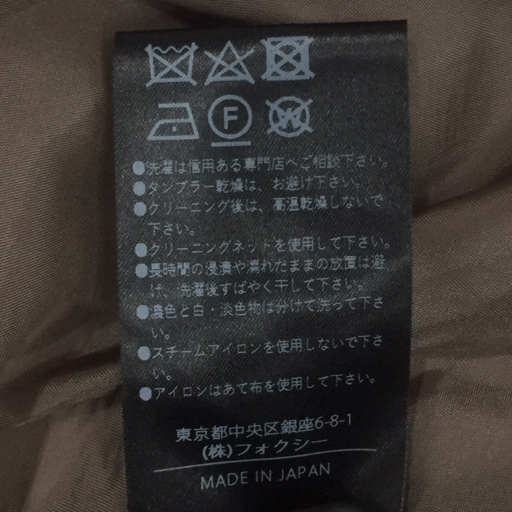 F
W
●洗濯は信用ある専門店へご相談下さい。
●タンブラー乾燥は、お避け下さい。
●クリーニング後は、高温乾燥しないで
下さい。
●クリーニングネットを使用して下さい。
●長時間の浸漬や濡れたままの放置は避
け、洗濯後すばやく干して下さい。
●濃色と白・淡色物は分けて洗って下さ
い。
●スチームアイロンを使用しないで下さ
い。
●アイロンはあて布を使用して下さい。
東京都中央区銀座6-8-1
(株)フォクシー
MADE IN JAPAN